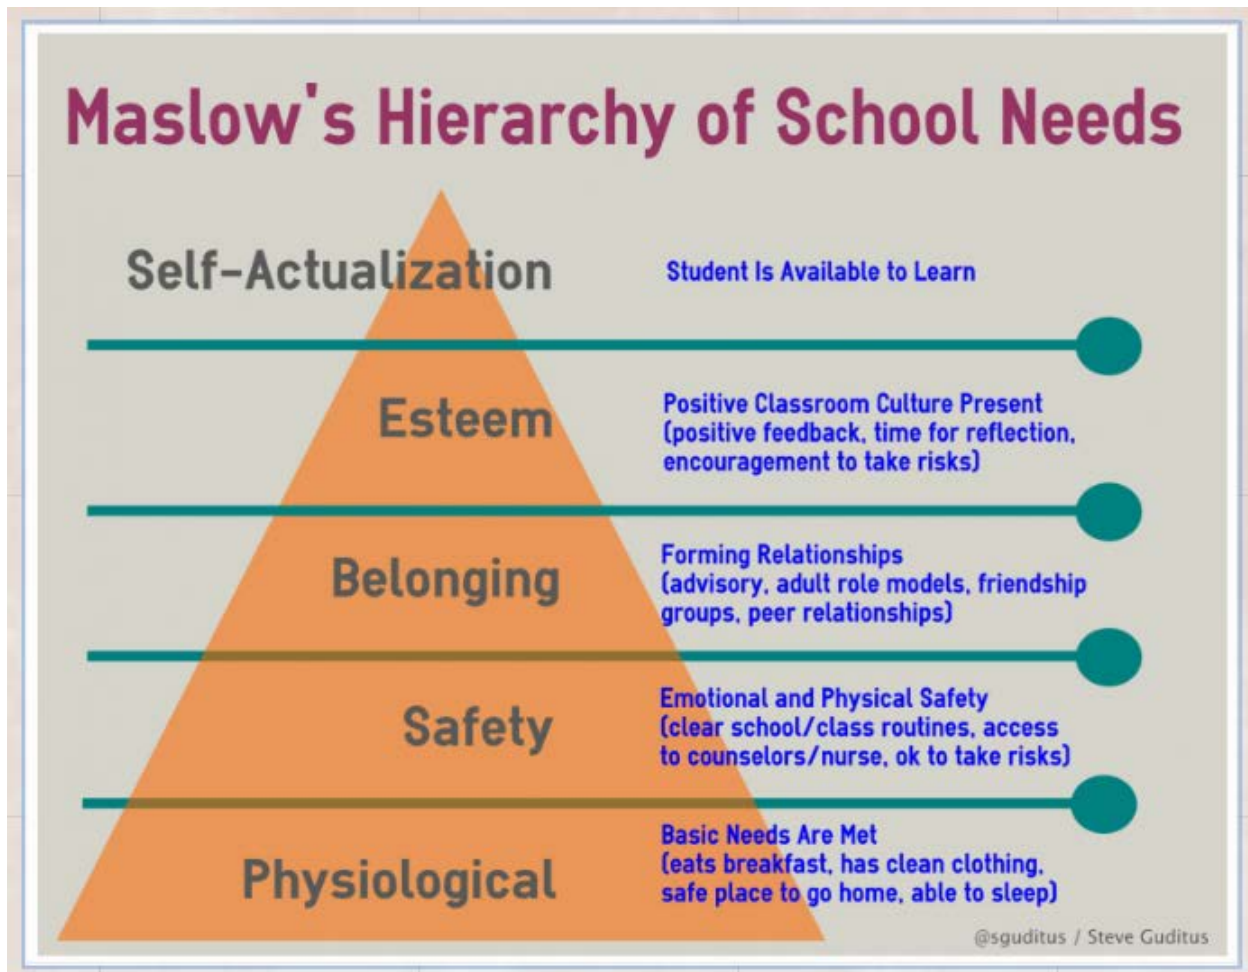 Maslow's Hierarchy of School Needs
Self-Actualization
Student Is Available to Learn
Esteem
Positive Classroom Culture Present
(positive feedback, time for reflection,
encouragement to take risks)
Belonging
Forming Relationships
(advisory, adult role models, friendship
groups, peer relationships)
Safety
Emotional and Physical Safety
(clear school/class routines, access
to counselors/nurse, ok to take risks)
Physiological
Basic Needs Are Met
(eats breakfast, has clean clothing,
safe place to go home, able to sleep)
@sguditus / Steve Guditus